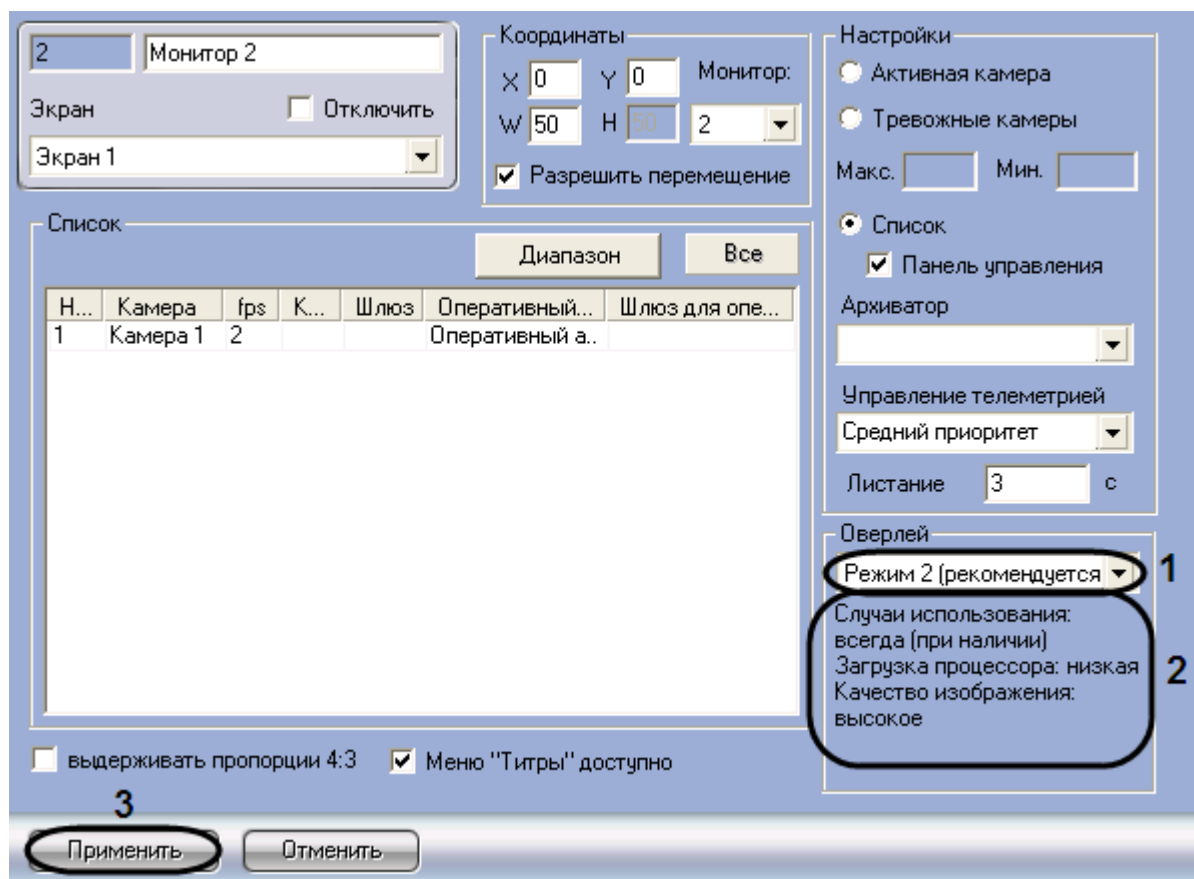 2
Монитор 2
Экран
Отключить
Экран 1
Координаты
X 0 Y 0 Монитор:
W 50 H 50 2
Разрешить перемещение
Настройки
Активная камера
Тревожные камеры
Макс. Мин.
Список
Панель управления
Архиватор
Управление телеметрией
Средний приоритет
Листание 3 с
Список
Диапазон Все
Н... Камера fps К... Шлюз Оперативный... Шлюз для опе...
1 Камера 1 2 Оперативный а..
Оверлей
Режим 2 (рекомендуется 1
Случаи использования:
всегда (при наличии)
Загрузка процессора: низкая
Качество изображения:
высокое
2
выдерживать пропорции 4:3 Меню "Титры" доступно
3
Применить Отменить